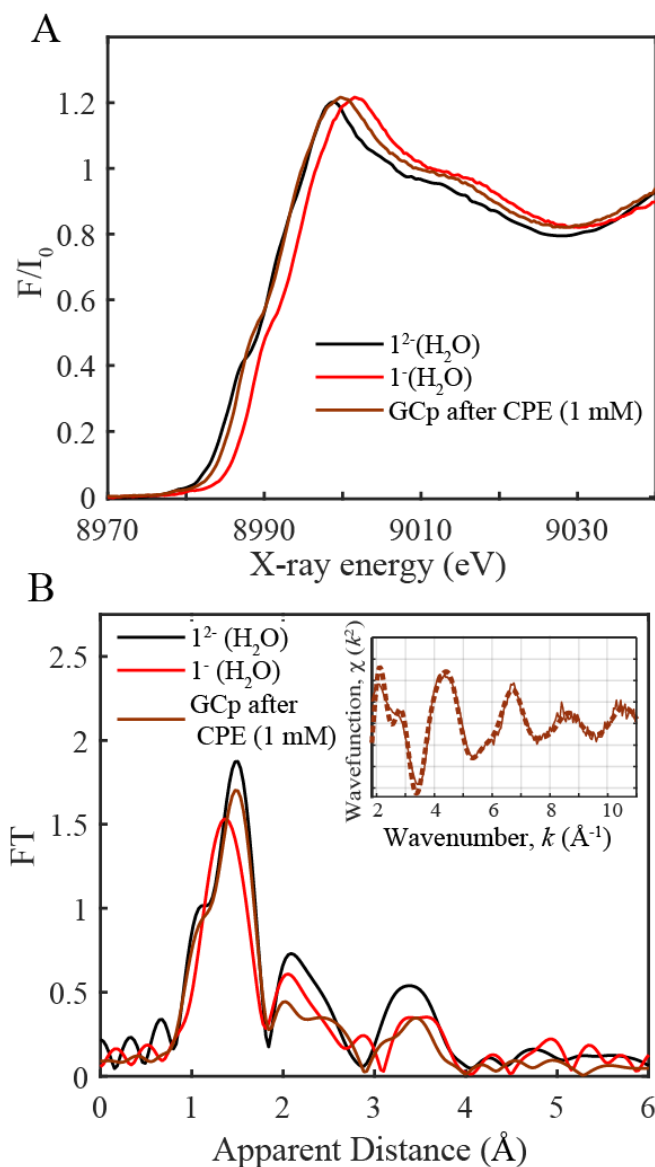 A
1.2
1
0.8
0.6
0.4
0.2
0
F/I₀
1²⁻(H₂O)
1⁻(H₂O)
GCp after CPE (1 mM)
8970 8990 9010 9030
X-ray energy (eV)
B
2.5
2
1.5
1
0.5
0
FT
1²⁻ (H₂O)
1⁻ (H₂O)
GCp after
CPE (1 mM)
Wavefunction, χ (k²)
2 4 6 8 10
Wavenumber, k (Å⁻¹)
0 1 2 3 4 5 6
Apparent Distance (Å)